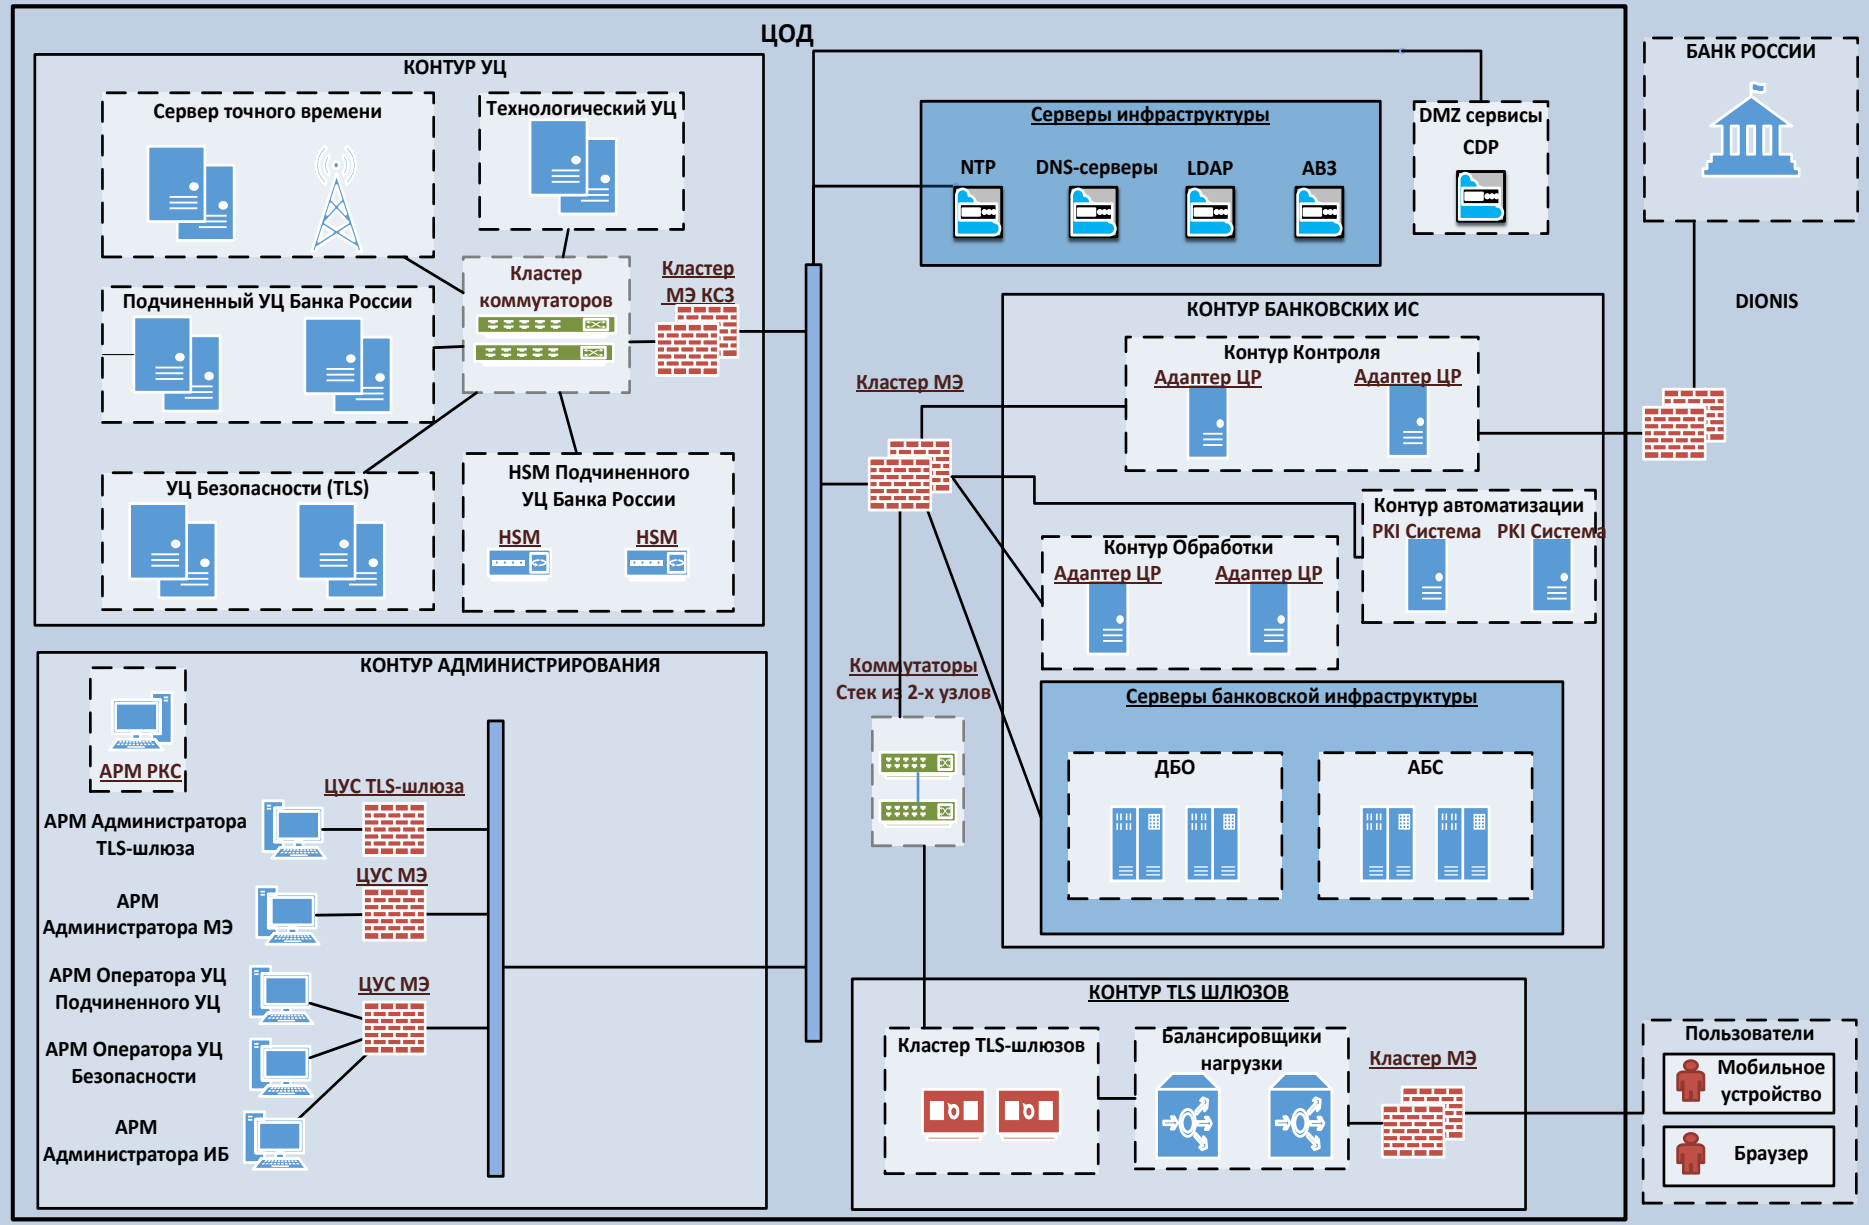 ЦОД
КОНТУР УЦ
Сервер точного времени
Технологический УЦ
Кластер
коммутаторов
Кластер
МЭ КС3
Подчиненный УЦ Банка России
УЦ Безопасности (TLS)
HSM Подчиненного
УЦ Банка России
HSM
HSM
Серверы инфраструктуры
NTP
DNS-серверы
LDAP
АВЗ
DMZ сервисы
CDP
БАНК РОССИИ
DIONIS
КОНТУР БАНКОВСКИХ ИС
Контур Контроля
Адаптер ЦР
Адаптер ЦР
Кластер МЭ
Контур автоматизации
PKI Система
PKI Система
Контур Обработки
Адаптер ЦР
Адаптер ЦР
Серверы банковской инфраструктуры
ДБО
АБС
Коммутаторы
Стек из 2-х узлов
КОНТУР АДМИНИСТРИРОВАНИЯ
АРМ РКС
ЦУС TLS-шлюза
АРМ Администратора
TLS-шлюза
ЦУС МЭ
АРМ
Администратора МЭ
АРМ Оператора УЦ
Подчиненного УЦ
ЦУС МЭ
АРМ Оператора УЦ
Безопасности
АРМ
Администратора ИБ
КОНТУР TLS ШЛЮЗОВ
Кластер TLS-шлюзов
Балансировщики
нагрузки
Кластер МЭ
Пользователи
Мобильное
устройство
Браузер